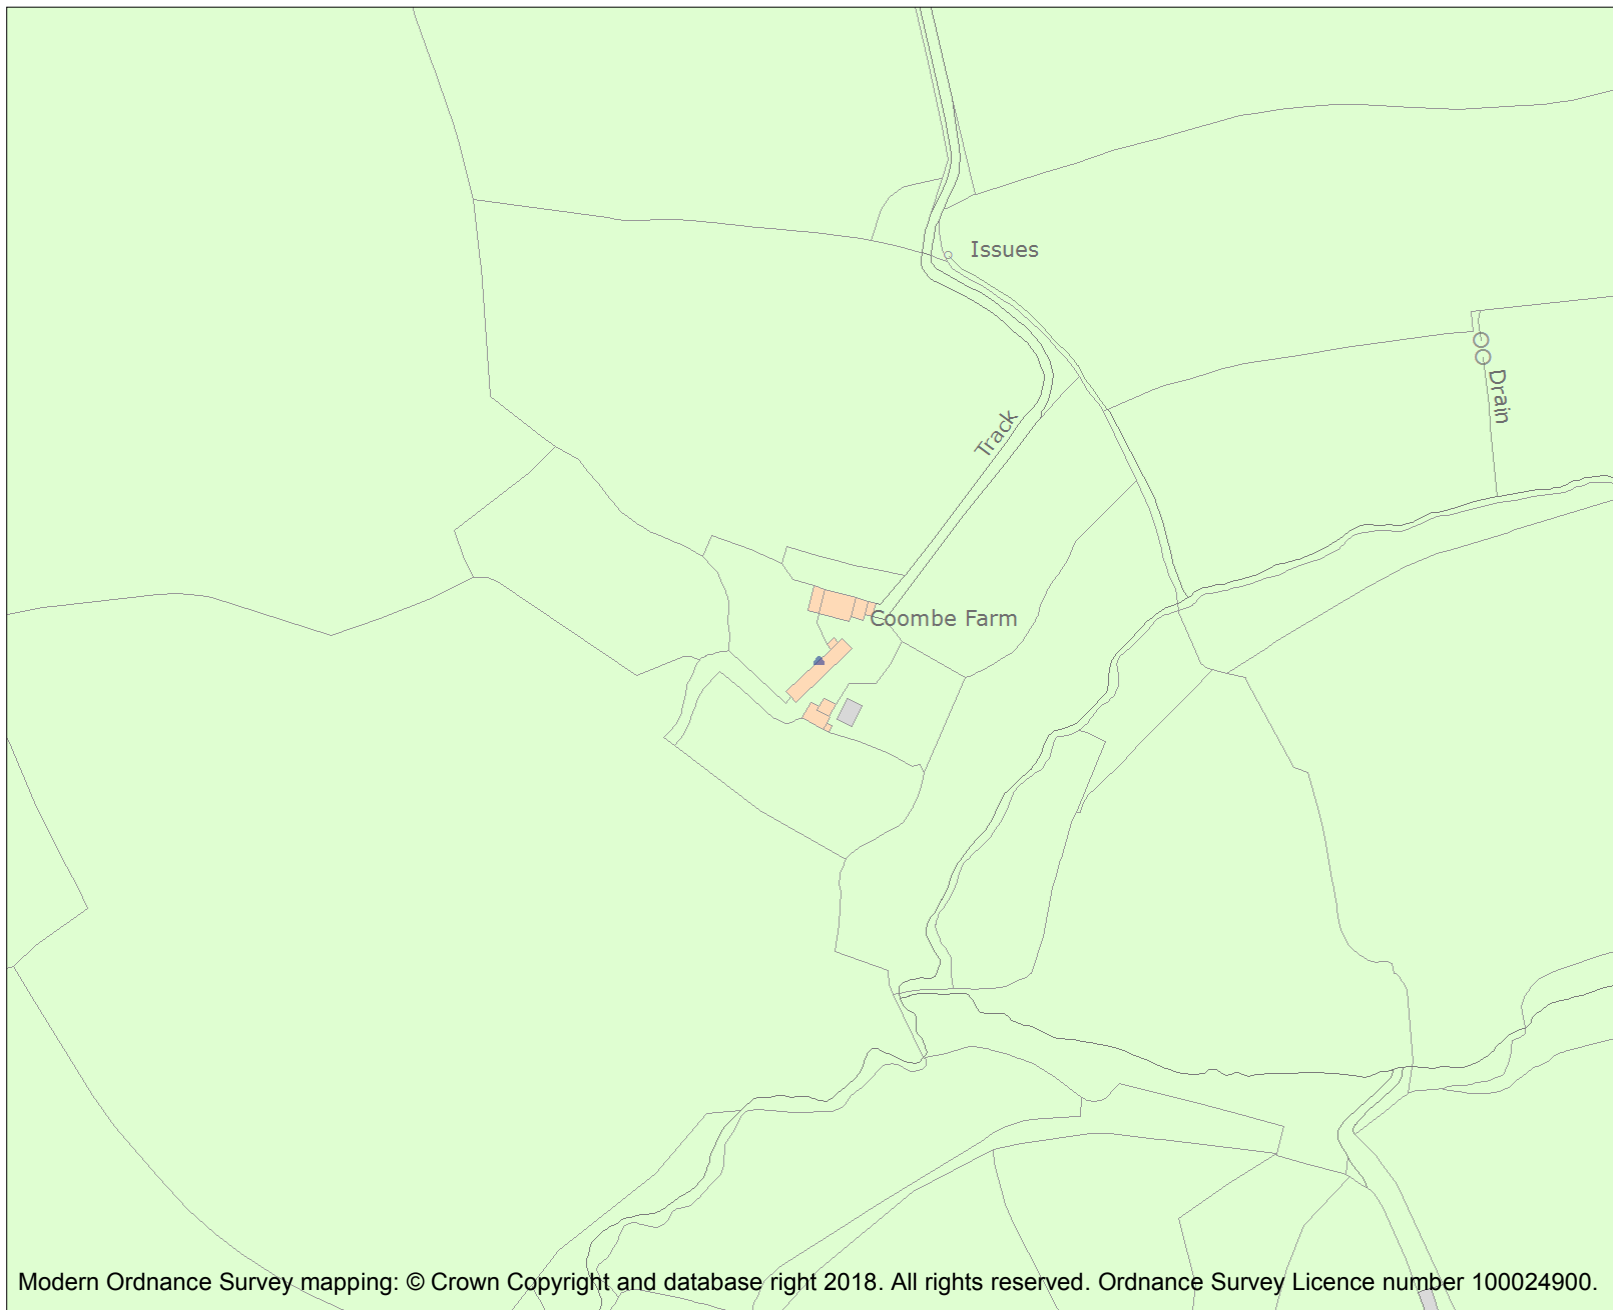 Issues
Drain
Track
Coombe Farm
Modern Ordnance Survey mapping: © Crown Copyright and database right 2018. All rights reserved. Ordnance Survey Licence number 100024900.